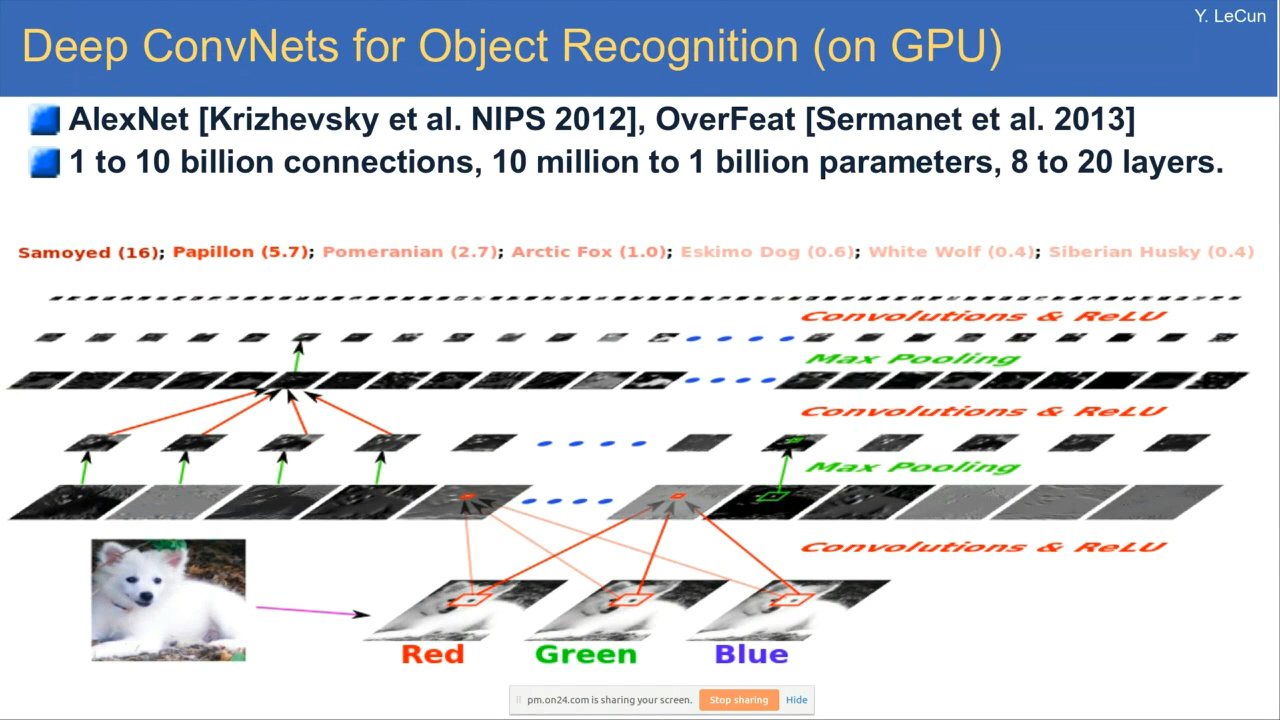 Y. LeCun
Deep ConvNets for Object Recognition (on GPU)
AlexNet [Krizhevsky et al. NIPS 2012], OverFeat [Sermanet et al. 2013]
1 to 10 billion connections, 10 million to 1 billion parameters, 8 to 20 layers.
Samoyed (16); Papillon (5.7); Pomeranian (2.7); Arctic Fox (1.0); Eskimo Dog (0.6); White Wolf (0.4); Siberian Husky (0.4)
Convolutions & ReLU
Max Pooling
Convolutions & ReLU
Max Pooling
Convolutions & ReLU
Red Green Blue
pm.on24.com is sharing your screen. Stop sharing Hide